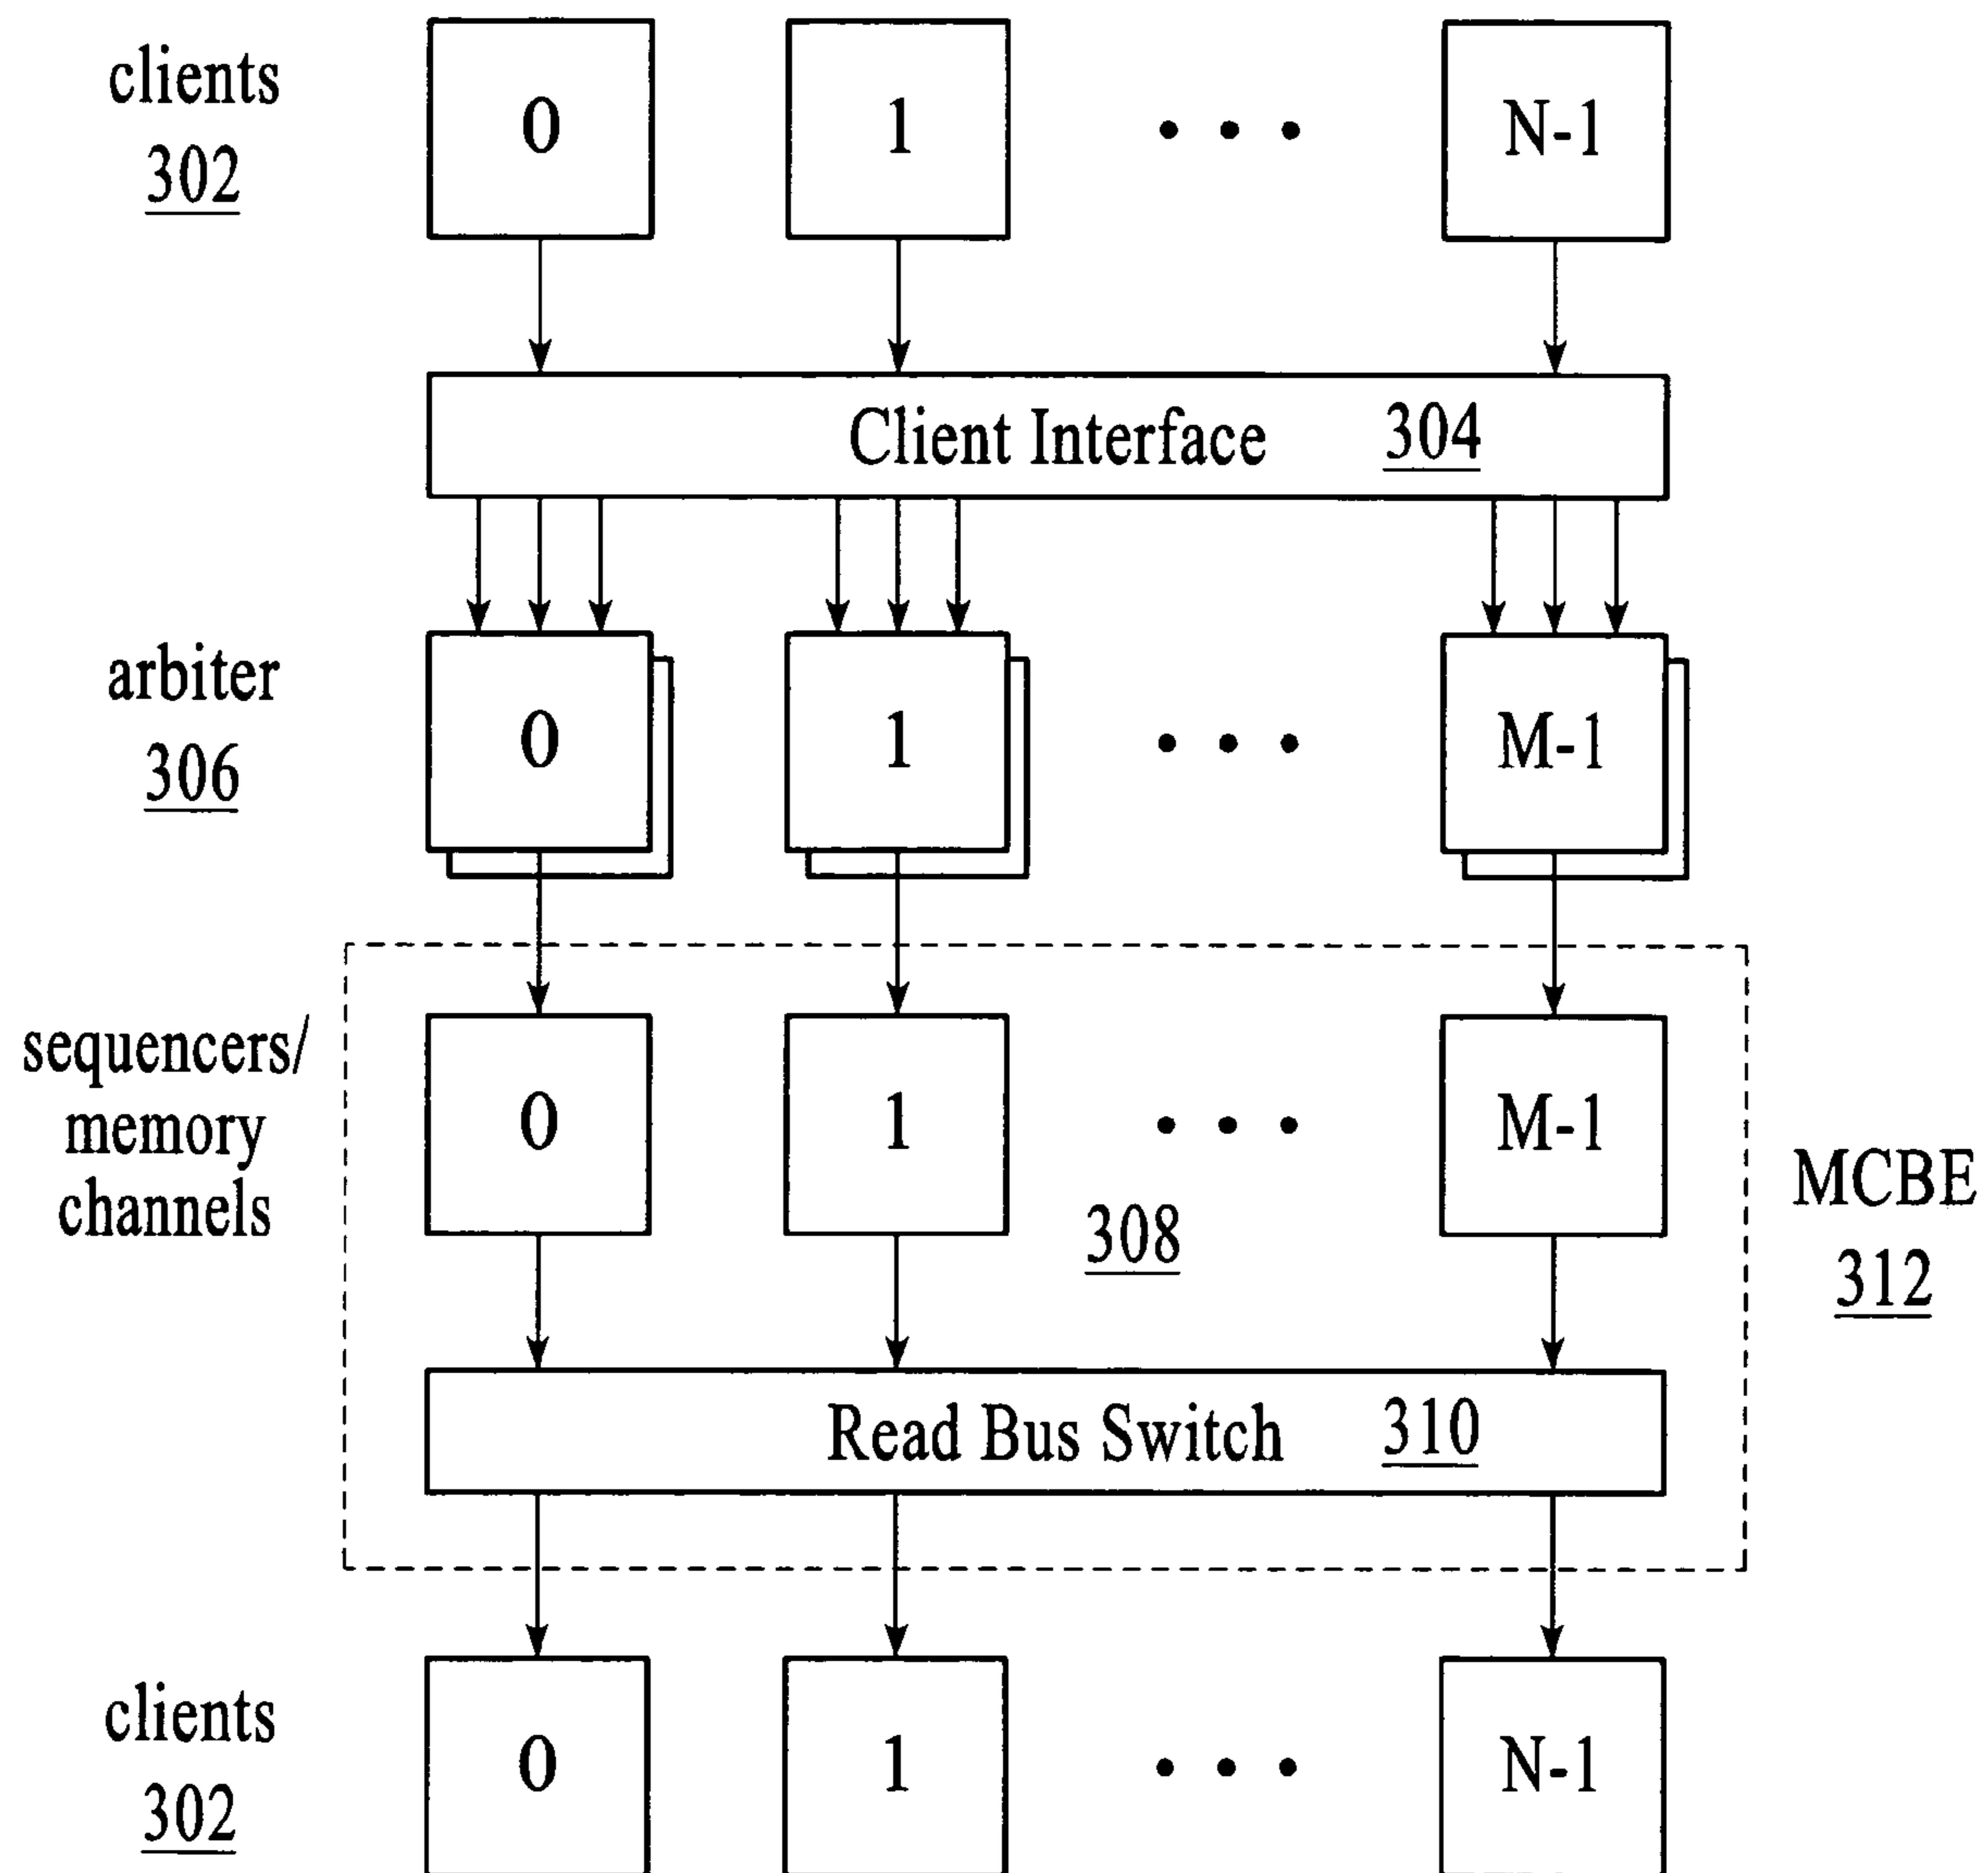 clients
302
0
1
N-1
Client Interface 304
arbiter
306
0
1
M-1
sequencers/
memory
channels
0
1
M-1
308
MCBE
312
Read Bus Switch 310
clients
302
0
1
N-1